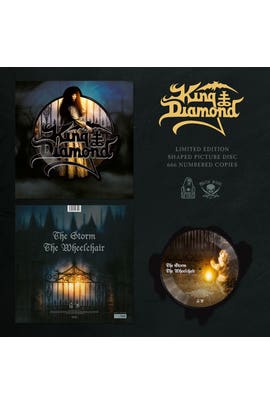 King
Diamond
King
Diamond
LIMITED EDITION
SHAPED PICTURE DISC
666 NUMBERED COPIES
The Storm
The Wheelchair
The Storm
The Wheelchair